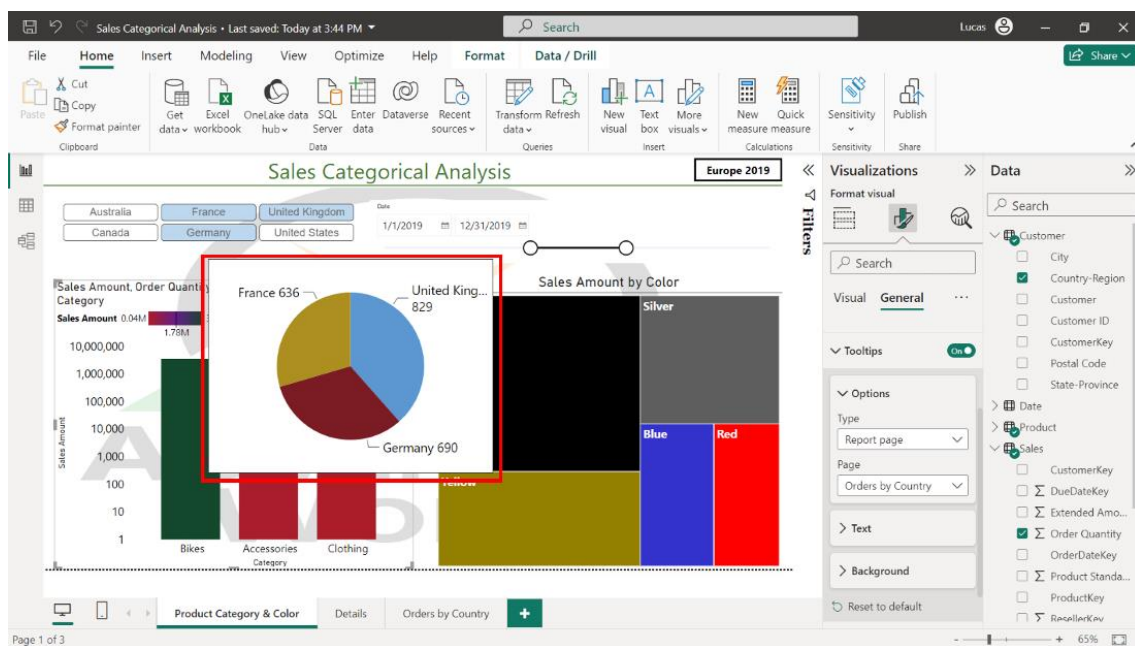 Sales Categorical Analysis • Last saved: Today at 3:44 PM
Search
Lucas
File Home Insert Modeling View Optimize Help Format Data / Drill
Share
Paste
Cut
Copy
Format painter
Clipboard
Get data
Excel workbook
OneLake data hub
SQL Server
Enter data
Dataverse
Recent sources
Data
Transform data
Refresh
Queries
New visual
Text box
More visuals
Insert
New measure
Quick measure
Calculations
Sensitivity
Sensitivity
Publish
Share
Sales Categorical Analysis
Europe 2019
Australia France United Kingdom
Canada Germany United States
Date
1/1/2019 12/31/2019
Sales Amount, Order Quantity
Category
Sales Amount 0.04M
1.78M
10,000,000
1,000,000
100,000
10,000
1,000
100
10
1
Sales Amount
Bikes Accessories Clothing
Category
France 636
United King...
829
Germany 690
Sales Amount by Color
Silver
Blue
Red
Yellow
Filters
Visualizations
Format visual
Search
Visual General ...
Tooltips On
Options
Type
Report page
Page
Orders by Country
Text
Background
Reset to default
Data
Search
Customer
City
Country-Region
Customer
Customer ID
CustomerKey
Postal Code
State-Province
Date
Product
Sales
CustomerKey
DueDateKey
Extended Amo...
Order Quantity
OrderDateKey
Product Standa...
ProductKey
ResellerKey
Product Category & Color Details Orders by Country +
Page 1 of 3
- + 65%